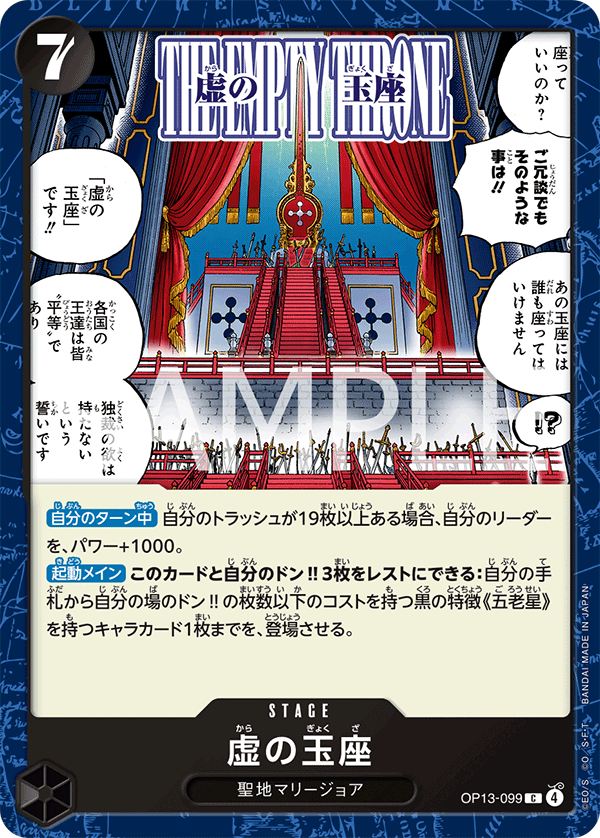 7
THE EMPTY THRONE
虚の玉座
座って
いいのか?
ご冗談でも
そのような
事は!!
「虚の
玉座」
です!!
あの玉座には
誰も座っては
いけません
各国の
王達は皆
"平等"で
あり
!?
独裁の欲は
持たない
という
誓いです
SAMPLE
自分のターン中 自分のトラッシュが19枚以上ある場合、自分のリーダー
を、パワー+1000。
起動メイン このカードと自分のドン!!3枚をレストにできる:自分の手
札から自分の場のドン!!の枚数以下のコストを持つ黒の特徴《五老星》
を持つキャラカード1枚までを、登場させる。
STAGE
虚の玉座
聖地マリージョア
OP13-099 C 4
©E.O/S. ©O./S.・F・T. BANDAI MADE IN JAPAN